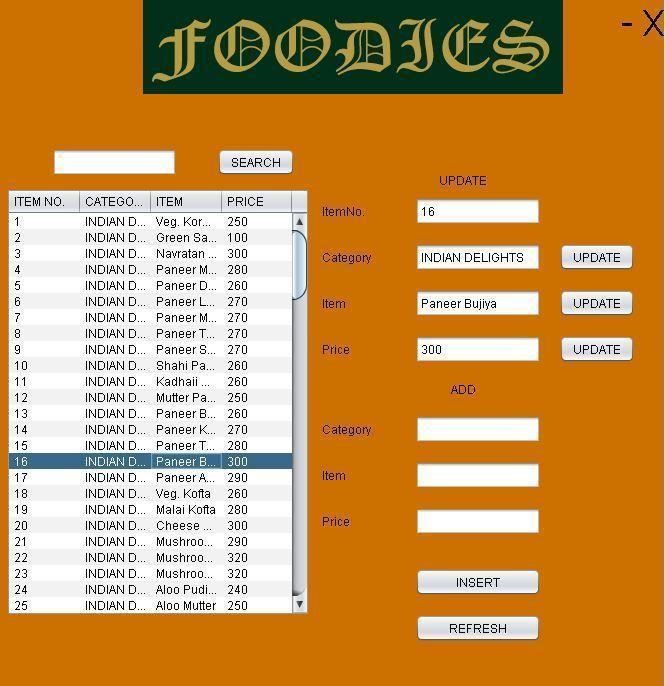 FOODIES
- X
SEARCH
ITEM NO. CATEGO... ITEM PRICE
1 INDIAN D... Veg. Kor... 250
2 INDIAN D... Green Sa... 100
3 INDIAN D... Navratan ... 300
4 INDIAN D... Paneer M... 280
5 INDIAN D... Paneer D... 260
6 INDIAN D... Paneer L... 270
7 INDIAN D... Paneer M... 270
8 INDIAN D... Paneer T... 270
9 INDIAN D... Paneer S... 270
10 INDIAN D... Shahi Pa... 260
11 INDIAN D... Kadhaii ... 260
12 INDIAN D... Mutter Pa... 250
13 INDIAN D... Paneer B... 260
14 INDIAN D... Paneer K... 270
15 INDIAN D... Paneer T... 280
16 INDIAN D... Paneer B... 300
17 INDIAN D... Paneer A... 290
18 INDIAN D... Veg. Kofta 260
19 INDIAN D... Malai Kofta 280
20 INDIAN D... Cheese ... 300
21 INDIAN D... Mushroo... 290
22 INDIAN D... Mushroo... 320
23 INDIAN D... Mushroo... 320
24 INDIAN D... Aloo Pudi... 240
25 INDIAN D... Aloo Mutter 250
UPDATE
ItemNo. 16
Category INDIAN DELIGHTS UPDATE
Item Paneer Bujiya UPDATE
Price 300 UPDATE
ADD
Category
Item
Price
INSERT
REFRESH